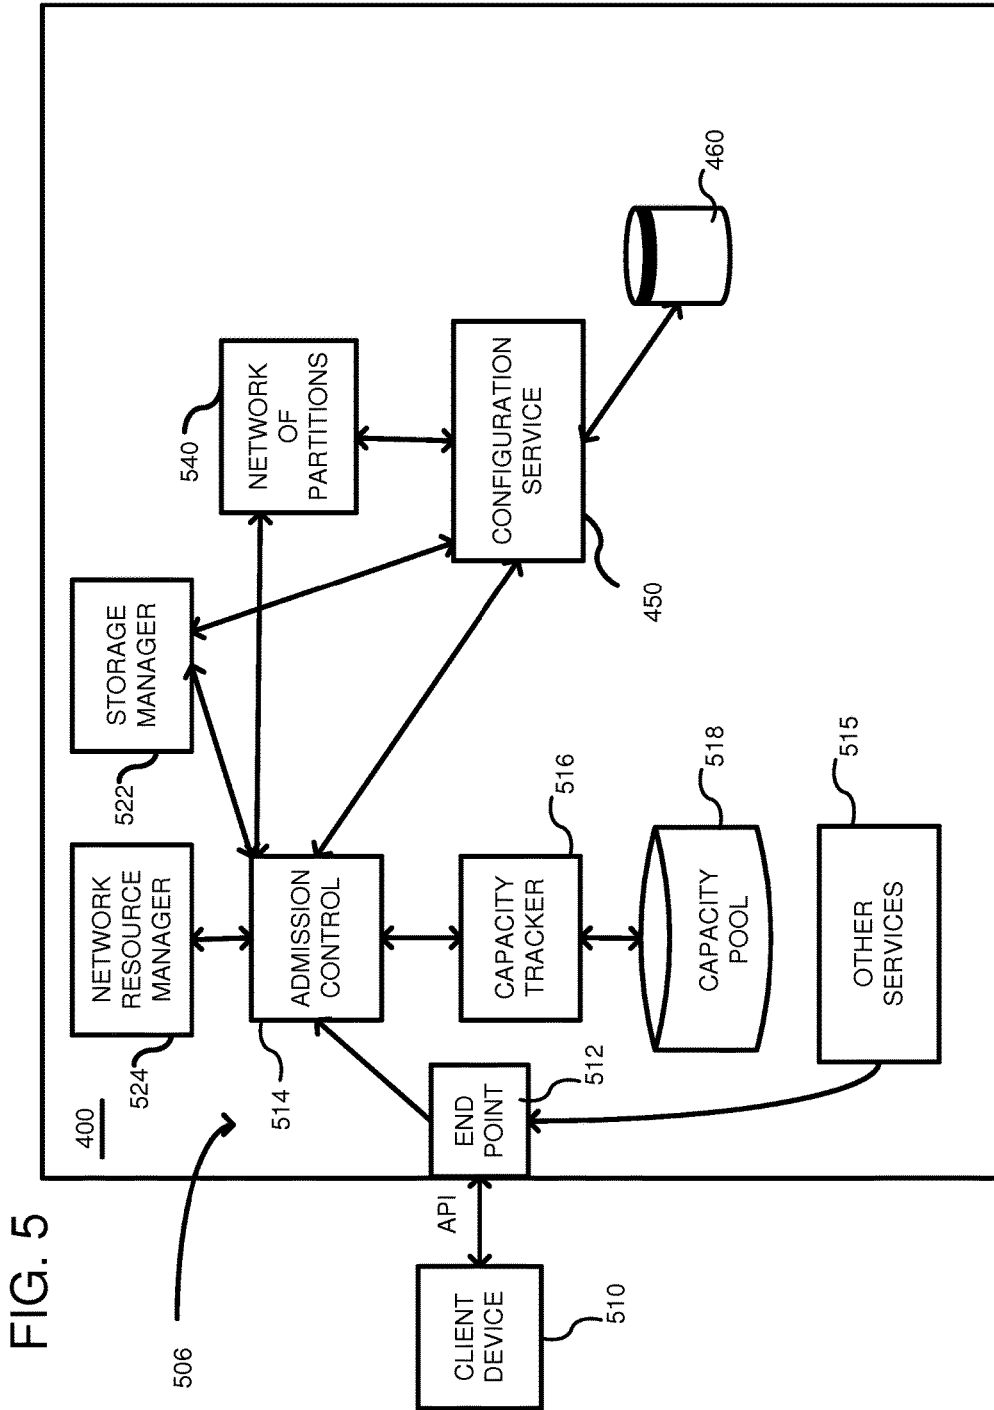 FIG. 5
506
400
524
NETWORK
RESOURCE
MANAGER
522
STORAGE
MANAGER
540
NETWORK
OF
PARTITIONS
514
ADMISSION
CONTROL
CLIENT
DEVICE
510
API
END
POINT
512
CAPACITY
TRACKER
516
CONFIGURATION
SERVICE
450
460
CAPACITY
POOL
518
OTHER
SERVICES
515